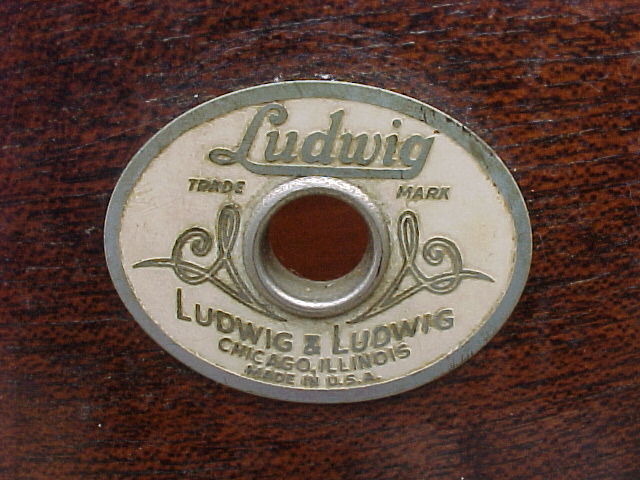 Ludwig
TRADE MARK
LUDWIG & LUDWIG
CHICAGO, ILLINOIS
MADE IN U.S.A.